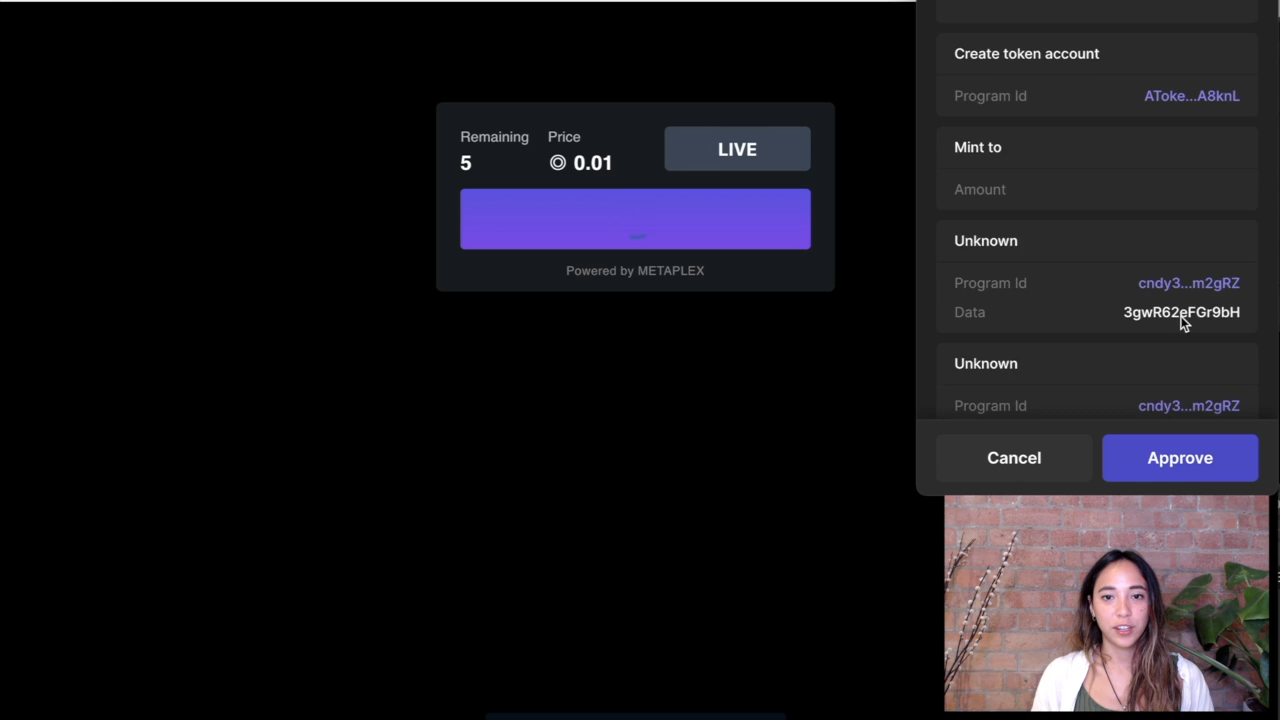 Remaining
Price
LIVE
5
0.01
Powered by METAPLEX
Create token account
Program Id
AToke...A8knL
Mint to
Amount
Unknown
Program Id
cndy3...m2gRZ
Data
3gwR62eFGr9bH
Unknown
Program Id
cndy3...m2gRZ
Cancel
Approve